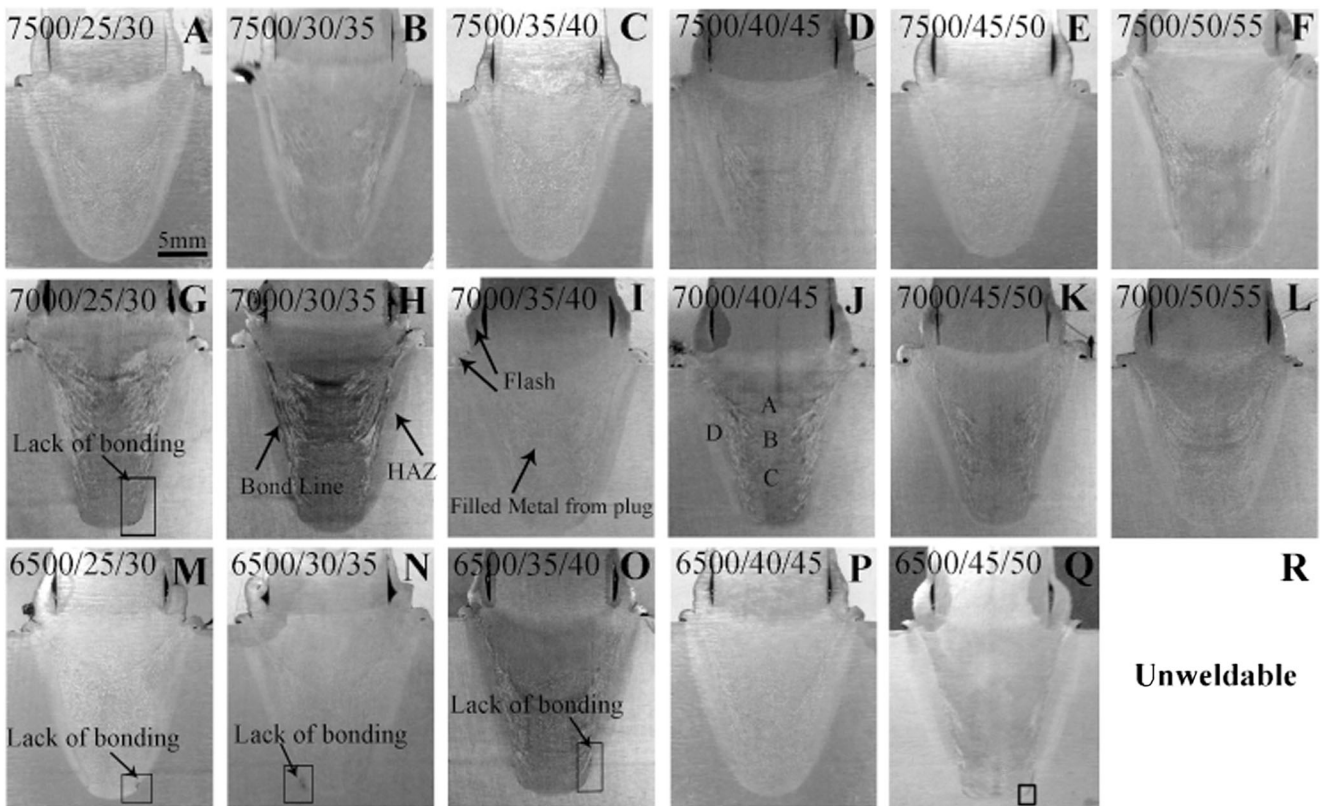 7500/25/30 A
7500/30/35 B
7500/35/40 C
7500/40/45 D
7500/45/50 E
7500/50/55 F
5mm
7000/25/30 G
7000/30/35 H
7000/35/40 I
7000/40/45 J
7000/45/50 K
7000/50/55 L
Lack of bonding
Bond Line
HAZ
Flash
Filled Metal from plug
A
D
B
C
6500/25/30 M
6500/30/35 N
6500/35/40 O
6500/40/45 P
6500/45/50 Q
R
Lack of bonding
Lack of bonding
Lack of bonding
Unweldable